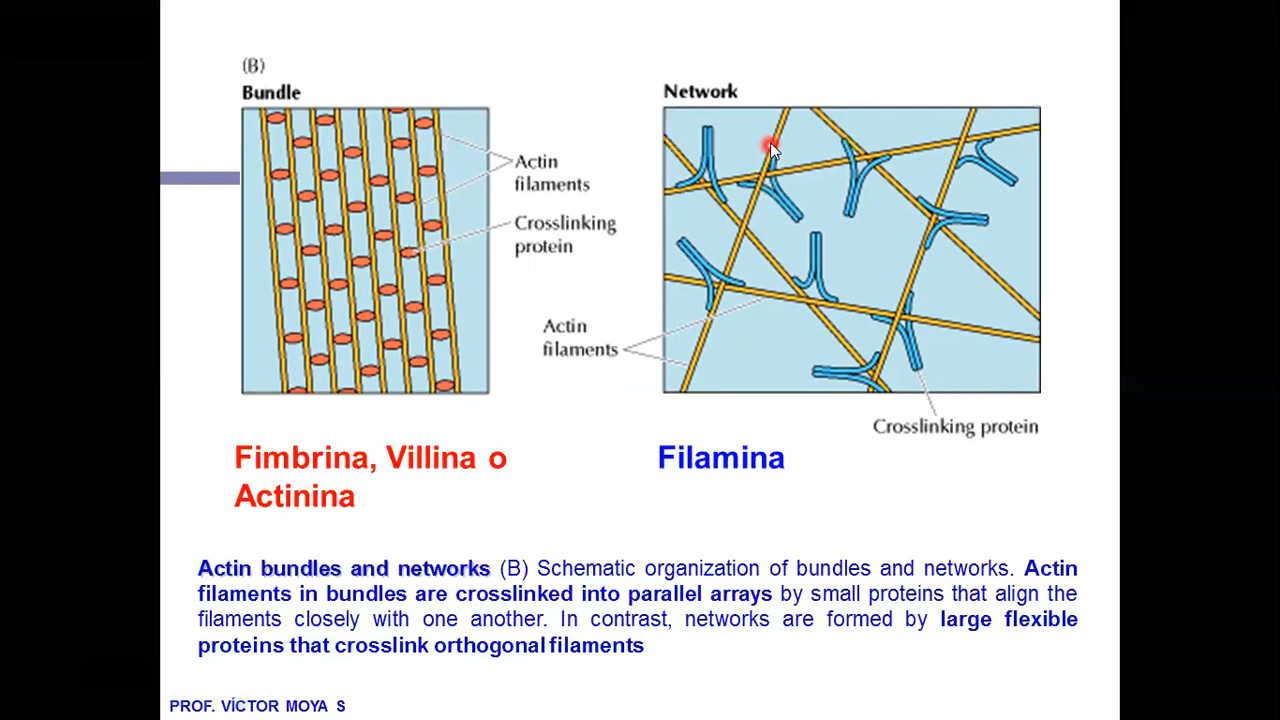 (B)
Bundle
Network
Actin
filaments
Crosslinking
protein
Actin
filaments
Crosslinking protein
Fimbrina, Villina o
Actinina
Filamina
Actin bundles and networks (B) Schematic organization of bundles and networks. Actin
filaments in bundles are crosslinked into parallel arrays by small proteins that align the
filaments closely with one another. In contrast, networks are formed by large flexible
proteins that crosslink orthogonal filaments
PROF. VÍCTOR MOYA S